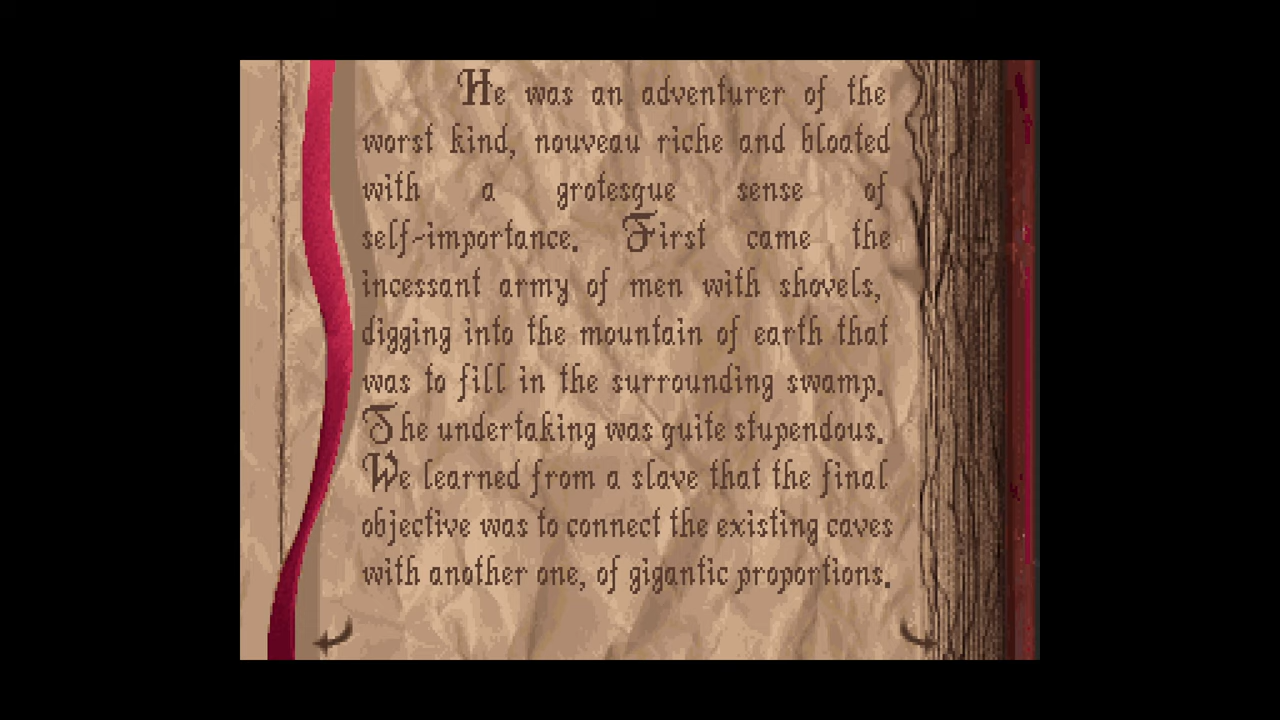 He was an adventurer of the
worst kind, nouveau riche and bloated
with a grotesque sense of
self-importance. First came the
incessant army of men with shovels,
digging into the mountain of earth that
was to fill in the surrounding swamp.
The undertaking was quite stupendous.
We learned from a slave that the final
objective was to connect the existing caves
with another one, of gigantic proportions.